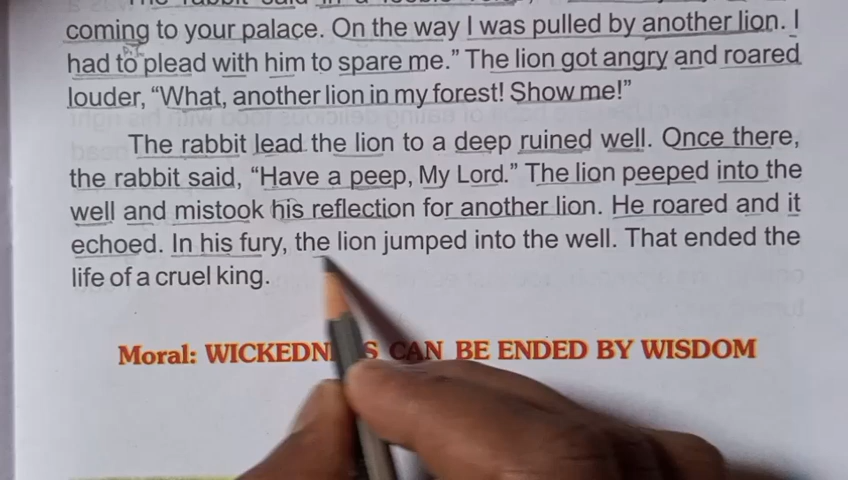 The rabbit said in a
coming to your palace. On the way I was pulled by another lion. I
had to plead with him to spare me.” The lion got angry and roared
louder, “What, another lion in my forest! Show me!”
The rabbit lead the lion to a deep ruined well. Once there,
the rabbit said, “Have a peep, My Lord.” The lion peeped into the
well and mistook his reflection for another lion. He roared and it
echoed. In his fury, the lion jumped into the well. That ended the
life of a cruel king.
Moral: WICKEDN S CAN BE ENDED BY WISDOM